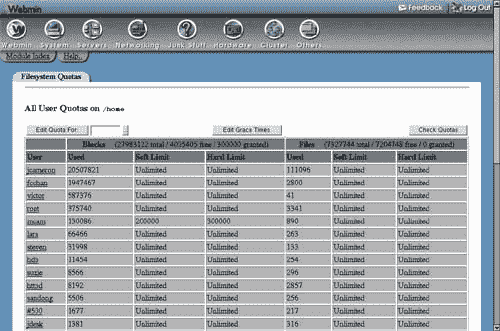 Webmin
Feedback Log Out
Webmin System Servers Networking Junk Stuff Hardware Cluster Others
Module Index Help..
Filesystem Quotas
All User Quotas on /home
Edit Quota For: Edit Grace Times Check Quotas
Blocks (27983122 total / 4035405 free / 300000 granted) Files (7327744 total / 7204748 free / 0 granted)
User Used Soft Limit Hard Limit Used Soft Limit Hard Limit
jcameron 20507821 Unlimited Unlimited 111096 Unlimited Unlimited
foshan 1947467 Unlimited Unlimited 2800 Unlimited Unlimited
victor 587376 Unlimited Unlimited 41 Unlimited Unlimited
root 375740 Unlimited Unlimited 3341 Unlimited Unlimited
130086 200000 300000 890 Unlimited Unlimited
lara 66466 Unlimited Unlimited 263 Unlimited Unlimited
steven 31998 Unlimited Unlimited 133 Unlimited Unlimited
11454 Unlimited Unlimited 254 Unlimited Unlimited
suzie 8566 Unlimited Unlimited 296 Unlimited Unlimited
httpd 8192 Unlimited Unlimited 2857 Unlimited Unlimited
sandong 5506 Unlimited Unlimited 256 Unlimited Unlimited
#500 1677 Unlimited Unlimited 217 Unlimited Unlimited
jdesk 1381 Unlimited Unlimited 316 Unlimited Unlimited